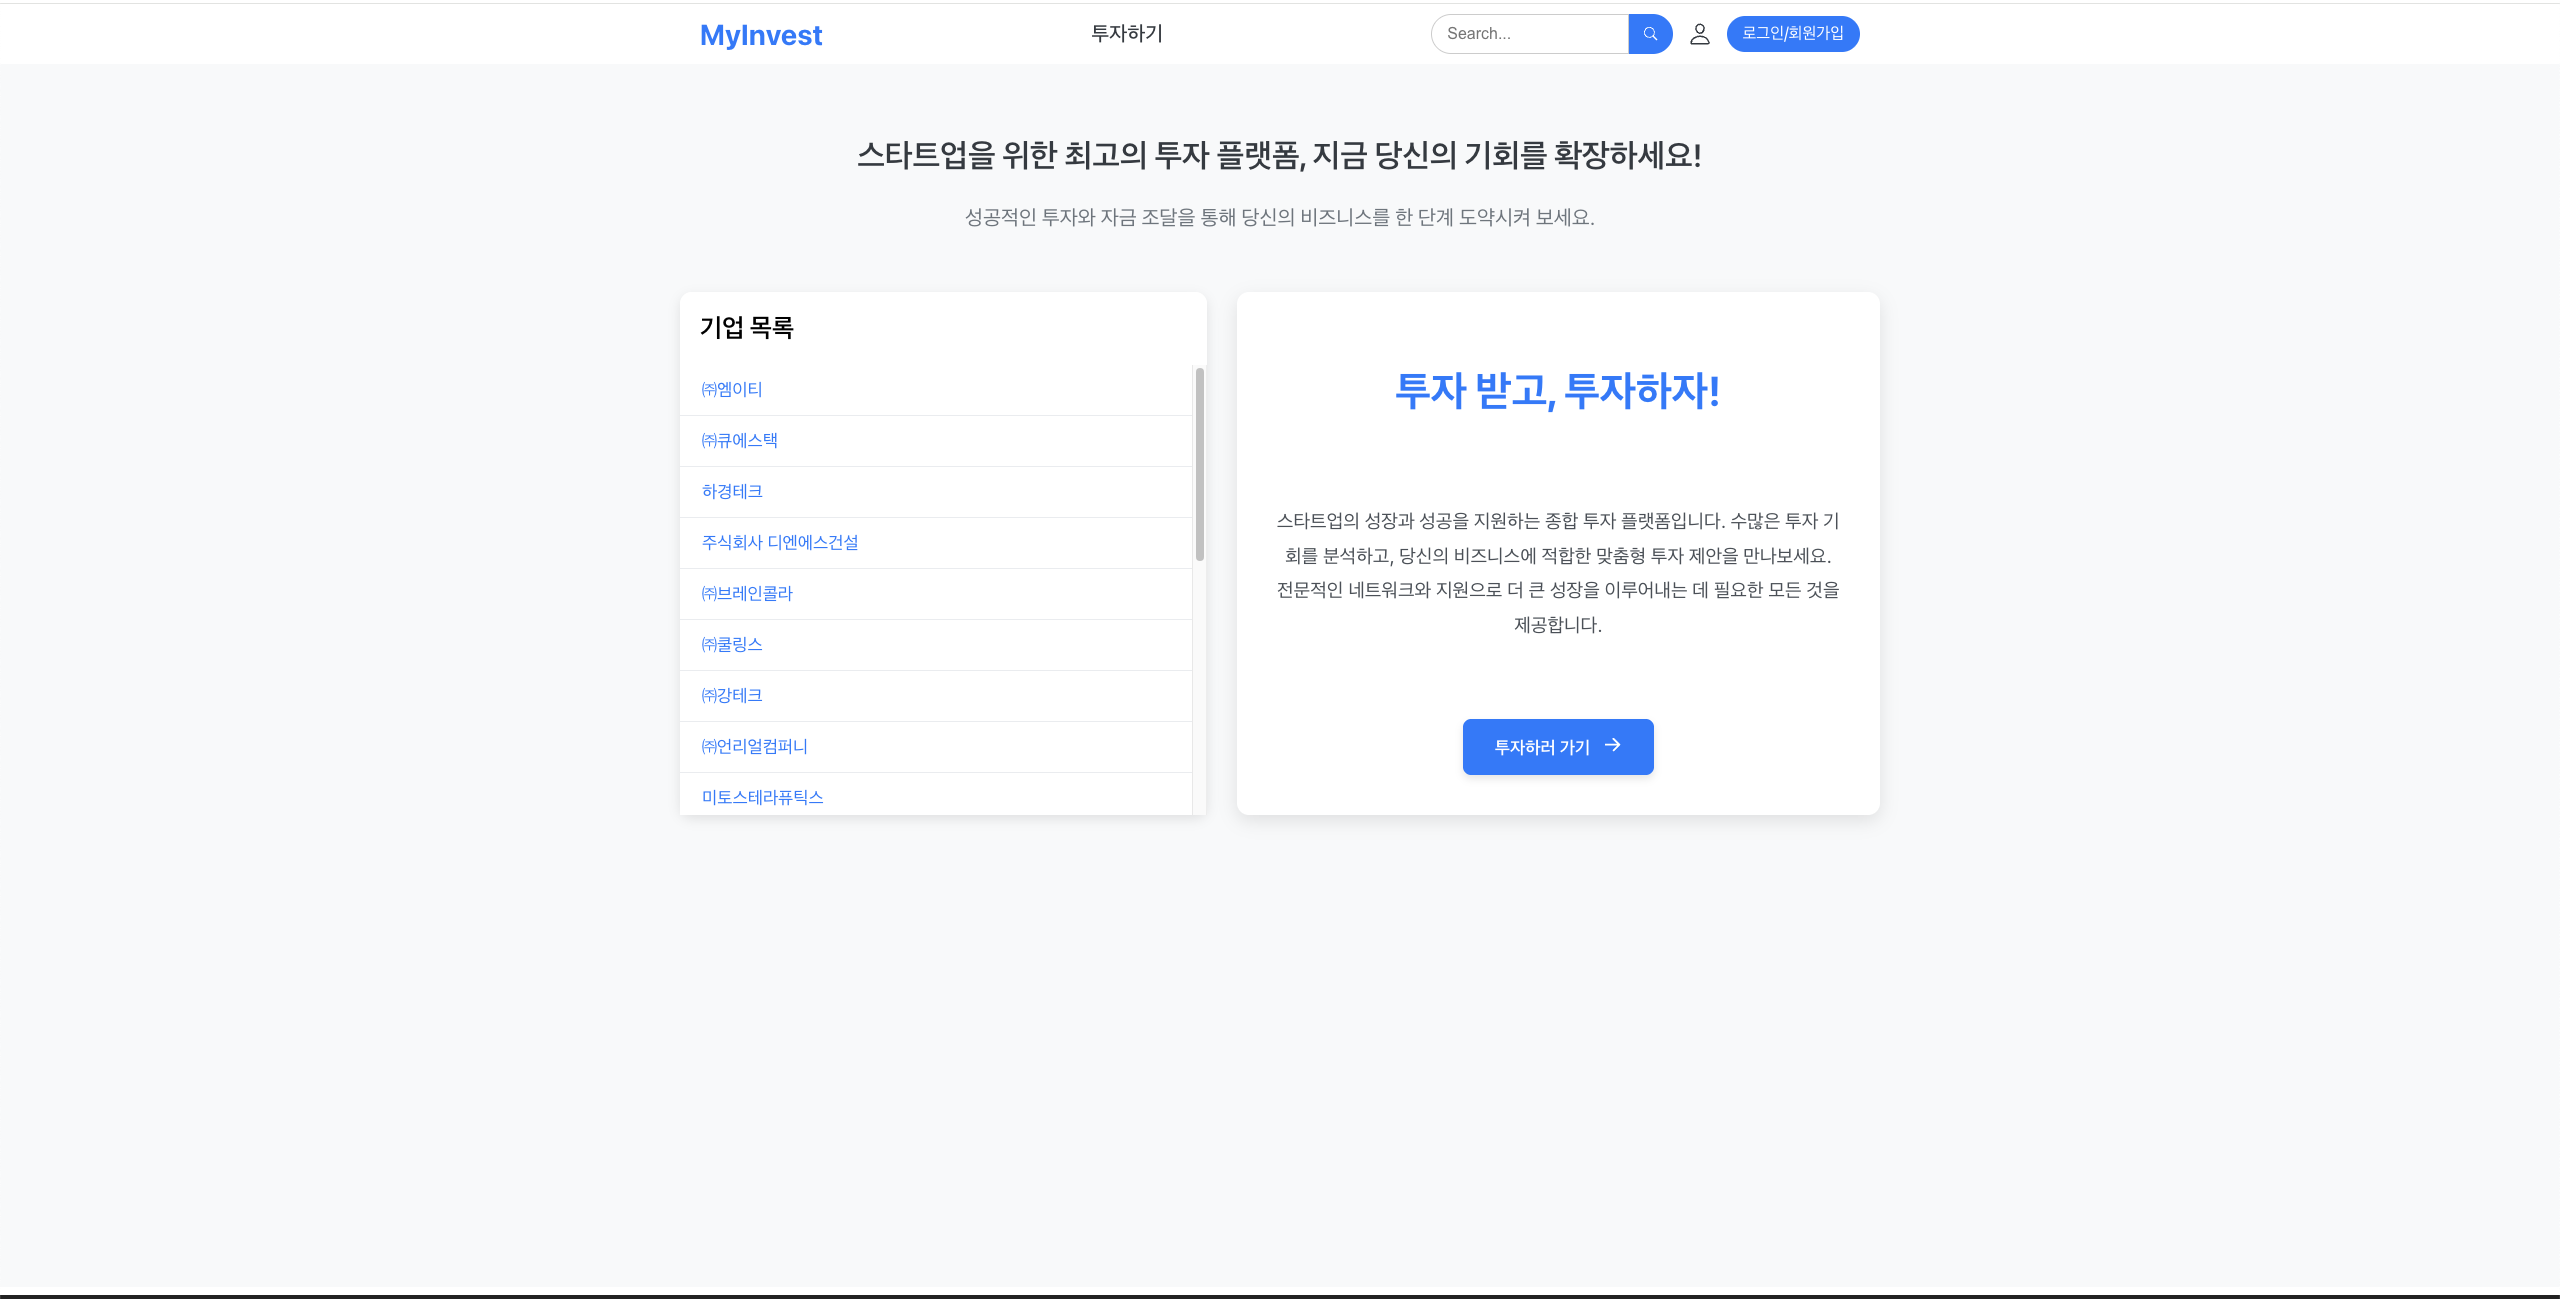 MyInvest
투자하기
Search...
로그인/회원가입
스타트업을 위한 최고의 투자 플랫폼, 지금 당신의 기회를 확장하세요!
성공적인 투자와 자금 조달을 통해 당신의 비즈니스를 한 단계 도약시켜 보세요.
기업 목록
㈜엠이티
㈜큐에스택
하경테크
주식회사 디엔에스건설
㈜브레인콜라
㈜쿨링스
㈜강테크
㈜언리얼컴퍼니
미토스테라퓨틱스
투자 받고, 투자하자!
스타트업의 성장과 성공을 지원하는 종합 투자 플랫폼입니다. 수많은 투자 기
회를 분석하고, 당신의 비즈니스에 적합한 맞춤형 투자 제안을 만나보세요.
전문적인 네트워크와 지원으로 더 큰 성장을 이루어내는 데 필요한 모든 것을
제공합니다.
투자하러 가기